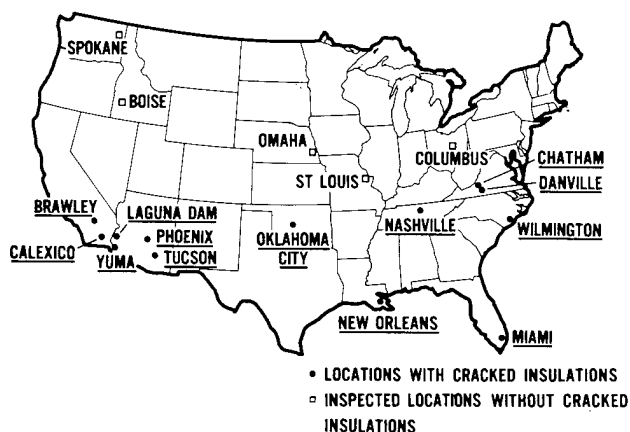 SPOKANE
BOISE
OMAHA
COLUMBUS
CHATHAM
ST LOUIS
DANVILLE
BRAWLEY
LAGUNA DAM
NASHVILLE
WILMINGTON
CALEXICO
PHOENIX
OKLAHOMA
CITY
YUMA
TUCSON
NEW ORLEANS
MIAMI
• LOCATIONS WITH CRACKED INSULATIONS
□ INSPECTED LOCATIONS WITHOUT CRACKED
INSULATIONS